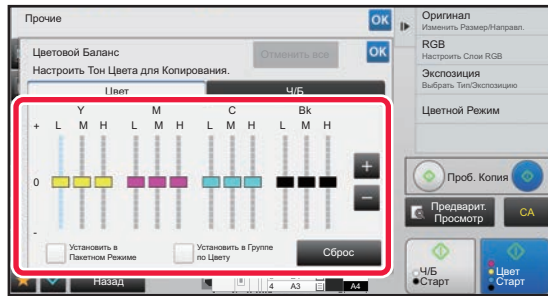 Прочие
OK
Цветовой Баланс
Отменить все
OK
Настроить Тон Цвета для Копирования.
Цвет
Ч/Б
Y M C Bk
+ L M H L M H L M H L M H
+
0
−
-
Установить в
Пакетном Режиме
Установить в Группе
по Цвету
Сброс
Назад
4 A3
A4
Оригинал
Изменить Размер/Направл.
RGB
Настроить Слои RGB
Экспозиция
Выбрать Тип/Экспозицию
Цветной Режим
Проб. Копия
Предварит.
Просмотр
CA
Ч/Б
Старт
Цвет
Старт